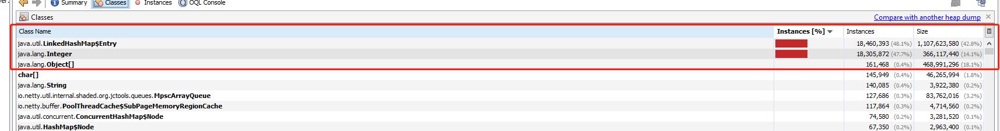 Summary Classes Instances OQL Console
Classes Compare with another heap dump
Class Name Instances [%] Instances Size
java.util.LinkedHashMap$Entry 18,460,393 (48.1%) 1,107,623,580 (42.8%)
java.lang.Integer 18,305,872 (47.7%) 366,117,440 (14.1%)
java.lang.Object[] 161,468 (0.4%) 468,991,296 (18.1%)
char[] 145,949 (0.4%) 46,265,994 (1.8%)
java.lang.String 140,085 (0.4%) 3,922,380 (0.2%)
io.netty.util.internal.shaded.org.jctools.queues.MpscArrayQueue 127,686 (0.3%) 83,762,016 (3.2%)
io.netty.buffer.PoolThreadCache$SubPageMemoryRegionCache 117,864 (0.3%) 4,714,560 (0.2%)
java.util.concurrent.ConcurrentHashMap$Node 74,580 (0.2%) 3,281,520 (0.1%)
java.util.HashMap$Node 67,350 (0.2%) 2,963,400 (0.1%)